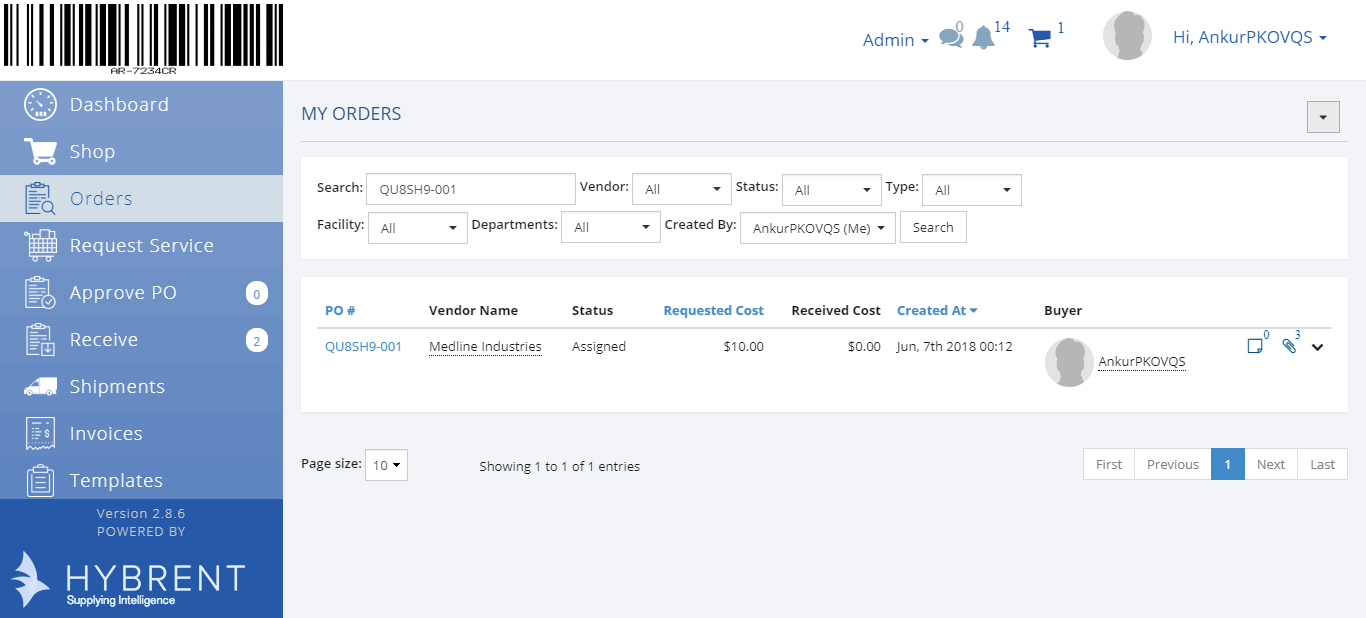 AR-7234CR
Admin 0 14 1 Hi, AnkurPKOVQS
Dashboard
Shop
Orders
Request Service
Approve PO 0
Receive 2
Shipments
Invoices
Templates
Version 2.8.6
POWERED BY
HYBRENT
Supplying Intelligence
MY ORDERS
Search: QU8SH9-001 Vendor: All Status: All Type: All
Facility: All Departments: All Created By: AnkurPKOVQS (Me) Search
PO # Vendor Name Status Requested Cost Received Cost Created At Buyer
QU8SH9-001 Medline Industries Assigned $10.00 $0.00 Jun, 7th 2018 00:12 AnkurPKOVQS 0 3
Page size: 10 Showing 1 to 1 of 1 entries First Previous 1 Next Last